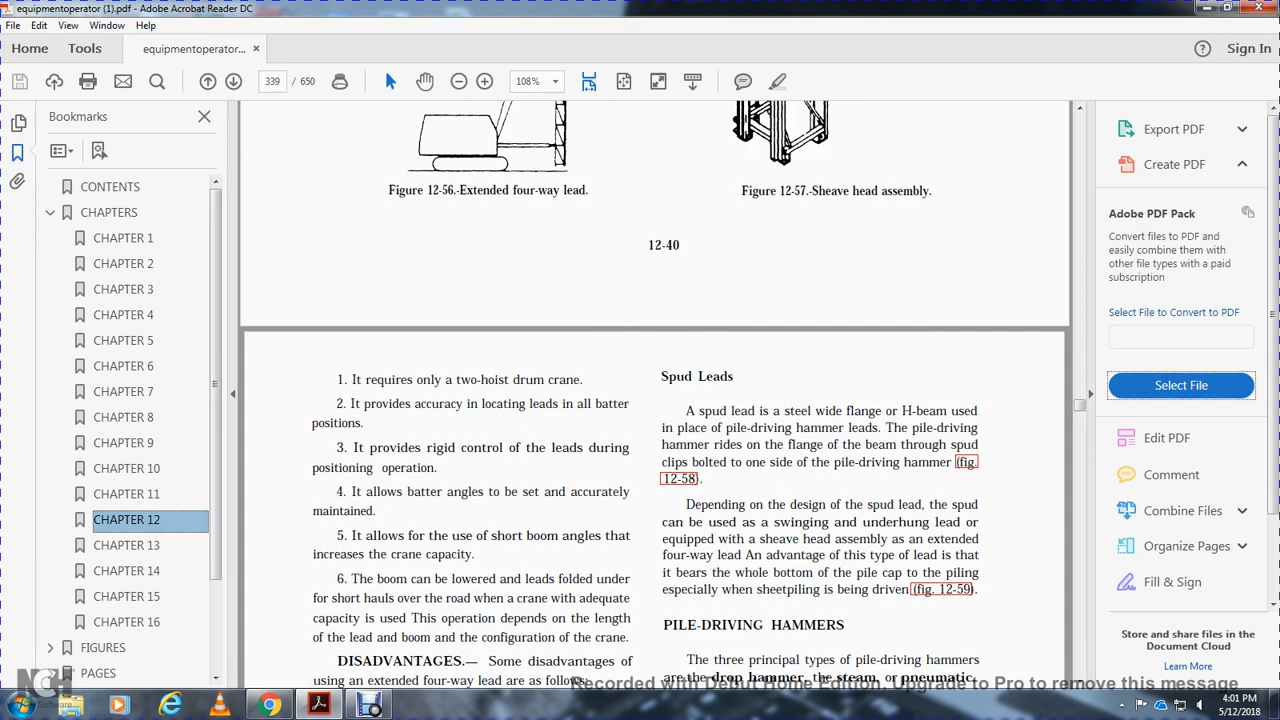 equipmentoperator (1).pdf - Adobe Acrobat Reader DC
File Edit View Window Help
Home Tools equipmentoperator... × Sign In
339 / 650 108%
Bookmarks
CONTENTS
CHAPTERS
CHAPTER 1
CHAPTER 2
CHAPTER 3
CHAPTER 4
CHAPTER 5
CHAPTER 6
CHAPTER 7
CHAPTER 8
CHAPTER 9
CHAPTER 10
CHAPTER 11
CHAPTER 12
CHAPTER 13
CHAPTER 14
CHAPTER 15
CHAPTER 16
FIGURES
PAGES
Figure 12-56.-Extended four-way lead.
Figure 12-57.-Sheave head assembly.
12-40
1. It requires only a two-hoist drum crane.
2. It provides accuracy in locating leads in all batter
positions.
3. It provides rigid control of the leads during
positioning operation.
4. It allows batter angles to be set and accurately
maintained.
5. It allows for the use of short boom angles that
increases the crane capacity.
6. The boom can be lowered and leads folded under
for short hauls over the road when a crane with adequate
capacity is used This operation depends on the length
of the lead and boom and the configuration of the crane.
DISADVANTAGES.— Some disadvantages of
using an extended four-way lead are as follows:
Spud Leads
A spud lead is a steel wide flange or H-beam used
in place of pile-driving hammer leads. The pile-driving
hammer rides on the flange of the beam through spud
clips bolted to one side of the pile-driving hammer (fig.
12-58).
Depending on the design of the spud lead, the spud
can be used as a swinging and underhung lead or
equipped with a sheave head assembly as an extended
four-way lead An advantage of this type of lead is that
it bears the whole bottom of the pile cap to the piling
especially when sheetpiling is being driven (fig. 12-59).
PILE-DRIVING HAMMERS
The three principal types of pile-driving hammers
are the drop hammer, the steam, or pneumatic,
Export PDF
Create PDF
Adobe PDF Pack
Convert files to PDF and
easily combine them with
other file types with a paid
subscription
Select File to Convert to PDF
Select File
Edit PDF
Comment
Combine Files
Organize Pages
Fill & Sign
Store and share files in the
Document Cloud
Learn More
NCH
Software
Recorded with Debut Home Edition. Upgrade to Pro to remove this message
4:01 PM
5/12/2018